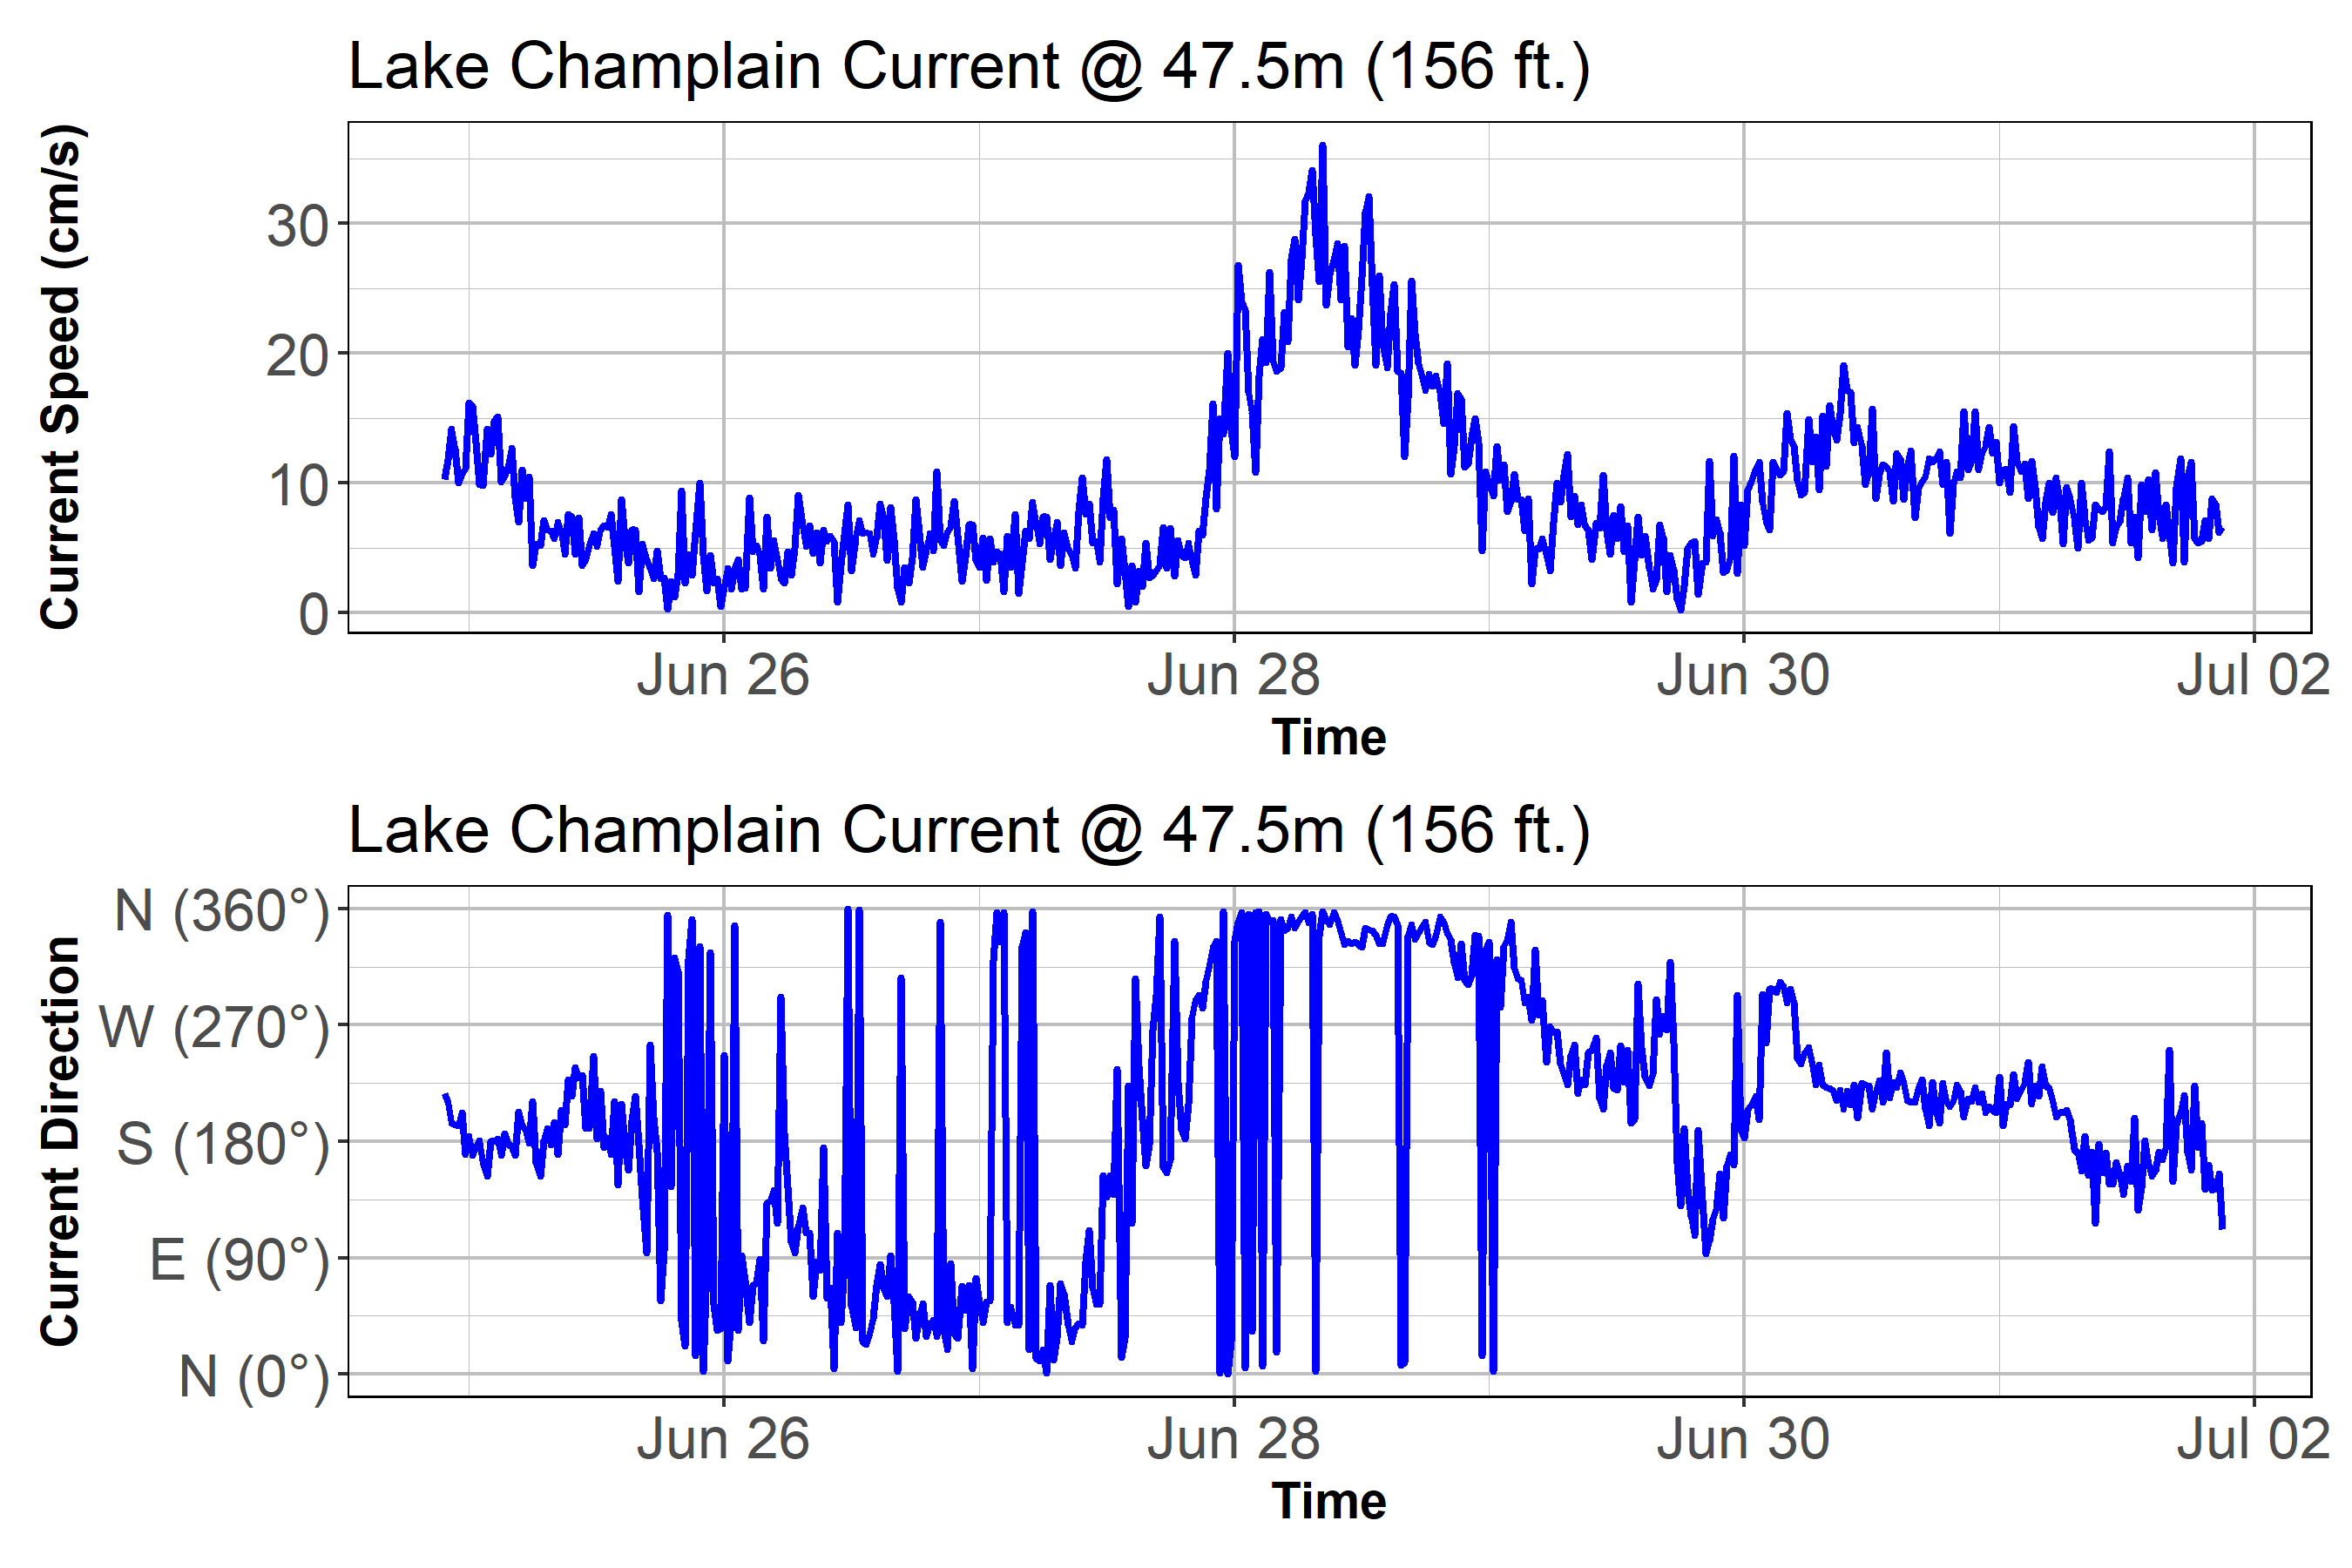 Lake Champlain Current @ 47.5m (156 ft.)
Current Speed (cm/s)
30
20
10
0
Jun 26 Jun 28 Jun 30 Jul 02
Time
Lake Champlain Current @ 47.5m (156 ft.)
Current Direction
N (360°)
W (270°)
S (180°)
E (90°)
N (0°)
Jun 26 Jun 28 Jun 30 Jul 02
Time